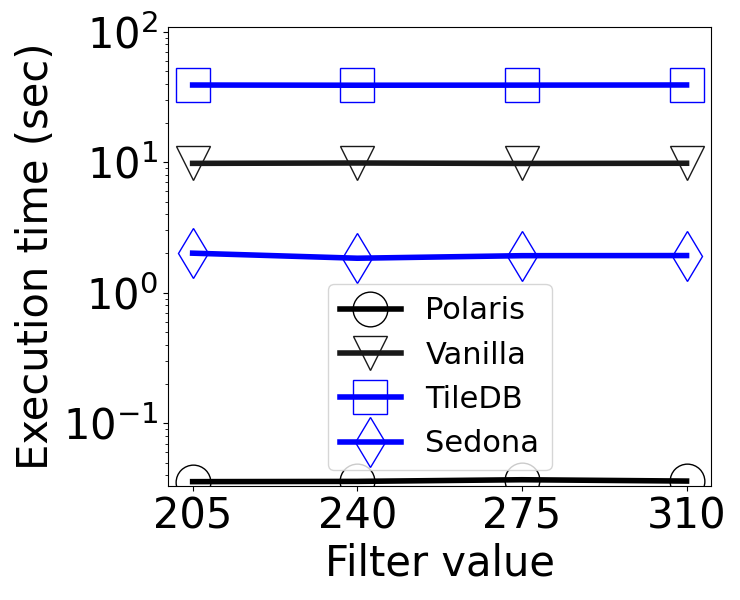 Execution time (sec)
10²
10¹
10⁰
10⁻¹
Polaris
Vanilla
TileDB
Sedona
205 240 275 310
Filter value